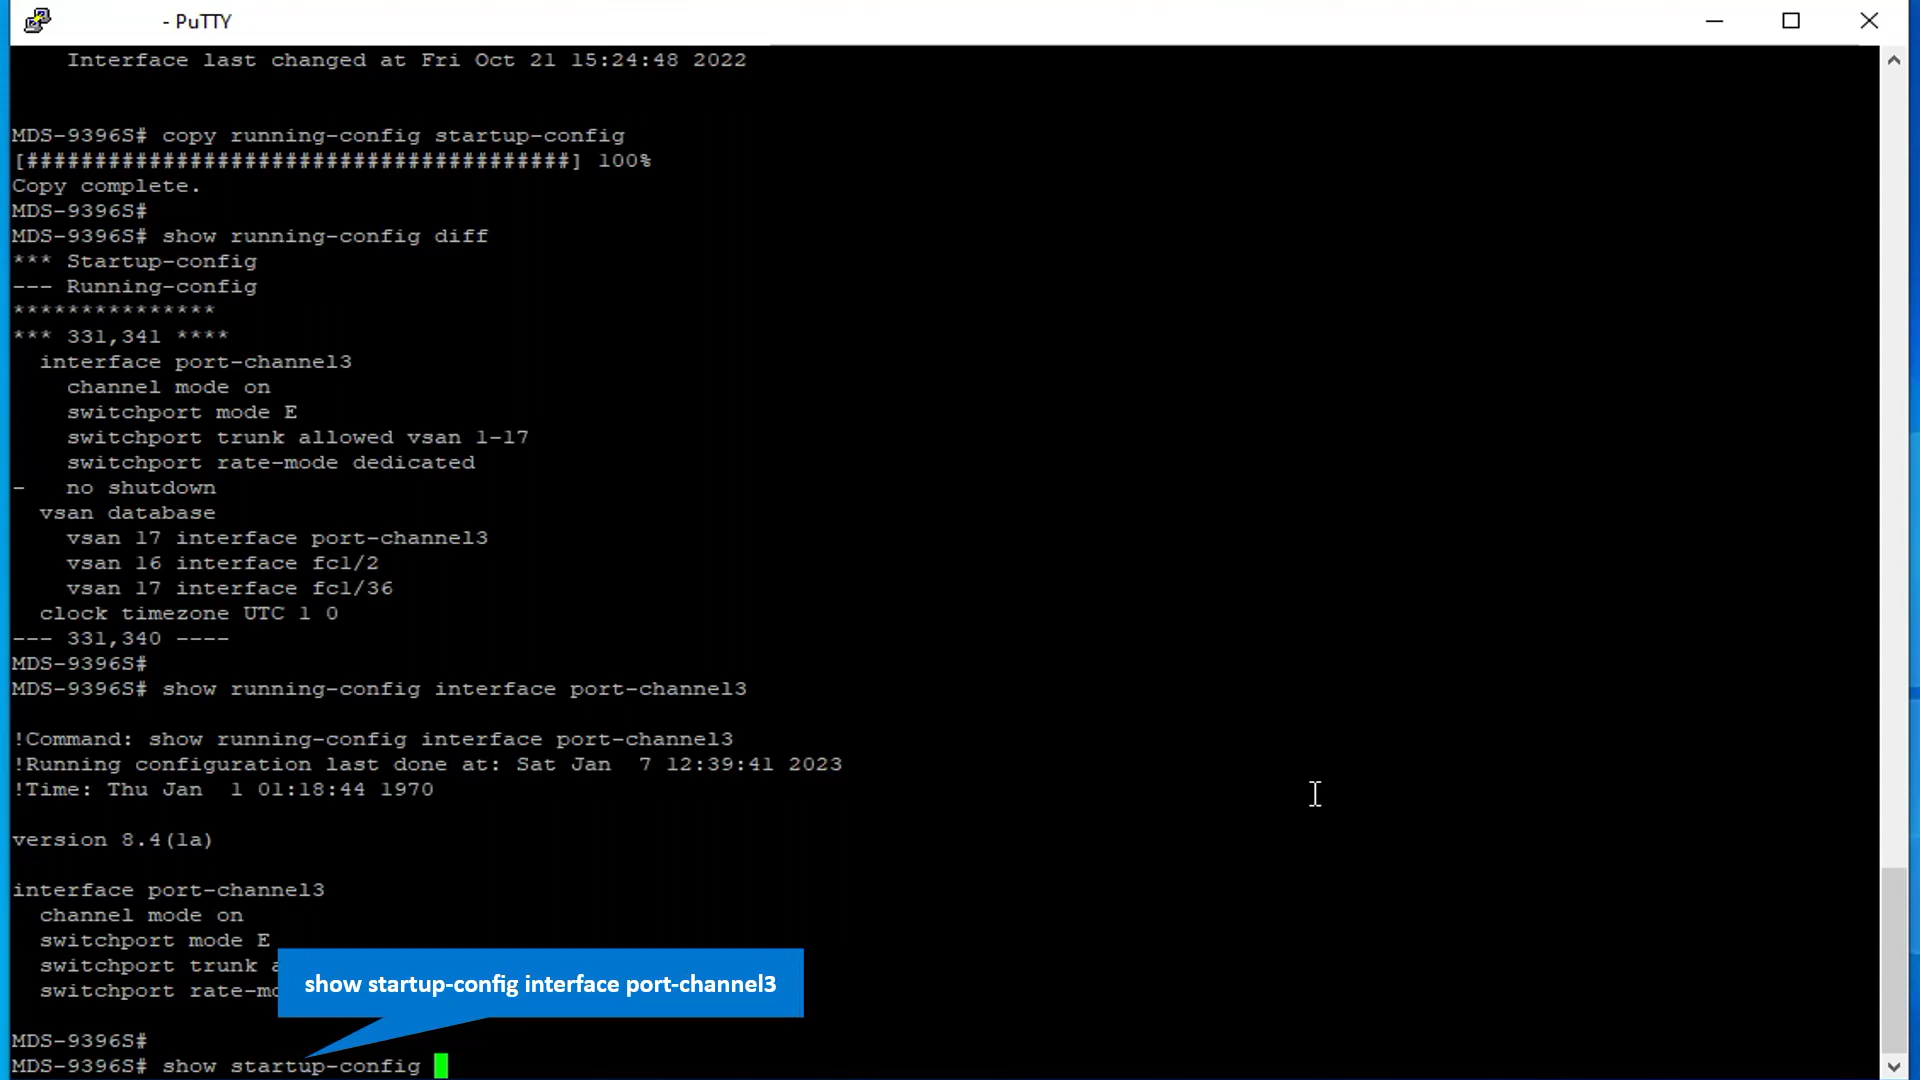 - PuTTY
Interface last changed at Fri Oct 21 15:24:48 2022
MDS-9396S# copy running-config startup-config
[########################################] 100%
Copy complete.
MDS-9396S#
MDS-9396S# show running-config diff
*** Startup-config
--- Running-config
***************
*** 331,341 ****
interface port-channel3
channel mode on
switchport mode E
switchport trunk allowed vsan 1-17
switchport rate-mode dedicated
- no shutdown
vsan database
vsan 17 interface port-channel3
vsan 16 interface fc1/2
vsan 17 interface fc1/36
clock timezone UTC 1 0
--- 331,340 ----
MDS-9396S#
MDS-9396S# show running-config interface port-channel3
!Command: show running-config interface port-channel3
!Running configuration last done at: Sat Jan  7 12:39:41 2023
!Time: Thu Jan  1 01:18:44 1970
version 8.4(1a)
interface port-channel3
channel mode on
switchport mode E
switchport trunk
switchport
show startup-config interface port-channel3
MDS-9396S#
MDS-9396S# show startup-config